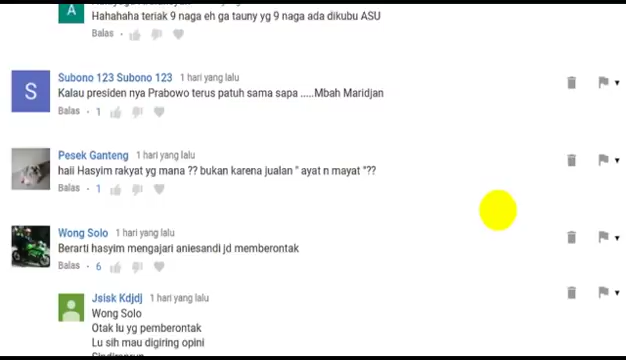 A
Hahahaha teriak 9 naga eh ga tauny yg 9 naga ada dikubu ASU
Balas
S
Subono 123 Subono 123 1 hari yang lalu
Kalau presiden nya Prabowo terus patuh sama sapa .....Mbah Maridjan
Balas · 1
Pesek Ganteng 1 hari yang lalu
haii Hasyim rakyat yg mana ?? bukan karena jualan " ayat n mayat "??
Balas · 1
Wong Solo 1 hari yang lalu
Berarti hasyim mengajari aniesandi jd memberontak
Balas · 6
Jsisk Kdjdj 1 hari yang lalu
Wong Solo
Otak lu yg pemberontak
Lu sih mau digiring opini